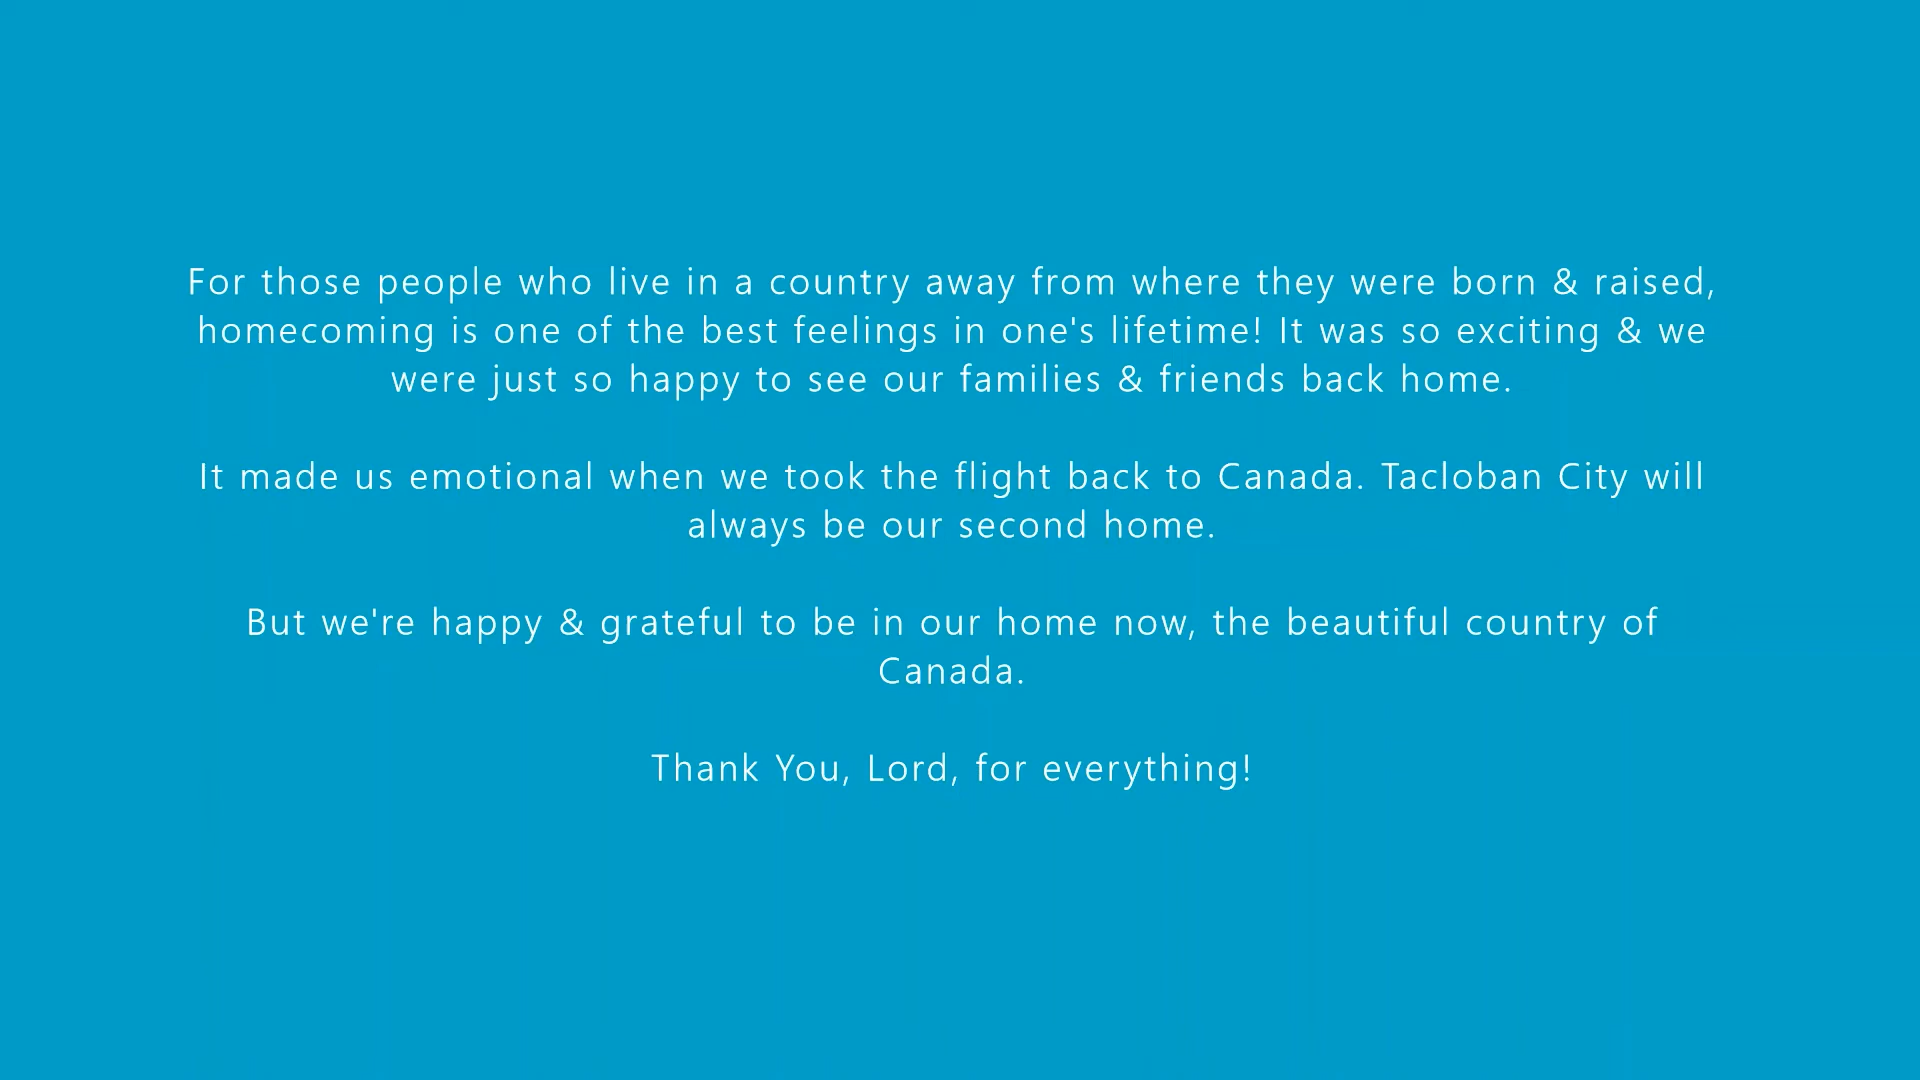 For those people who live in a country away from where they were born & raised,
homecoming is one of the best feelings in one's lifetime! It was so exciting & we
were just so happy to see our families & friends back home.
It made us emotional when we took the flight back to Canada. Tacloban City will
always be our second home.
But we're happy & grateful to be in our home now, the beautiful country of
Canada.
Thank You, Lord, for everything!